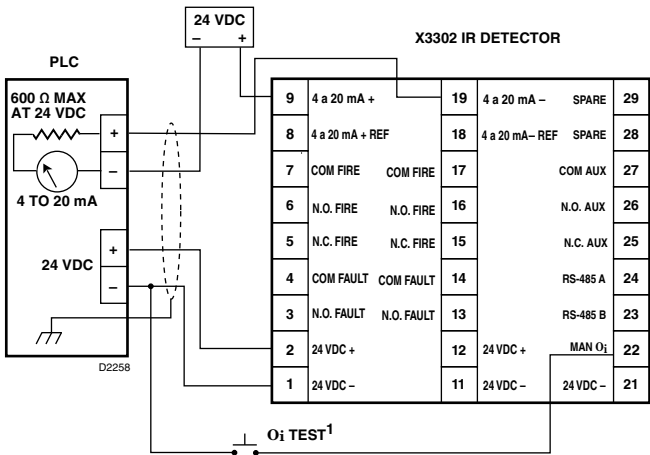 24 VDC
– +
X3302 IR DETECTOR
PLC
600 Ω MAX
AT 24 VDC
+
–
4 TO 20 mA
24 VDC
+
–
D2258
9 4 a 20 mA + 19 4 a 20 mA – SPARE 29
8 4 a 20 mA + REF 18 4 a 20 mA– REF SPARE 28
7 COM FIRE COM FIRE 17 COM AUX 27
6 N.O. FIRE N.O. FIRE 16 N.O. AUX 26
5 N.C. FIRE N.C. FIRE 15 N.C. AUX 25
4 COM FAULT COM FAULT 14 RS-485 A 24
3 N.O. FAULT N.O. FAULT 13 RS-485 B 23
2 24 VDC + 12 24 VDC + MAN Oi 22
1 24 VDC – 11 24 VDC – 24 VDC – 21
Oi TEST1